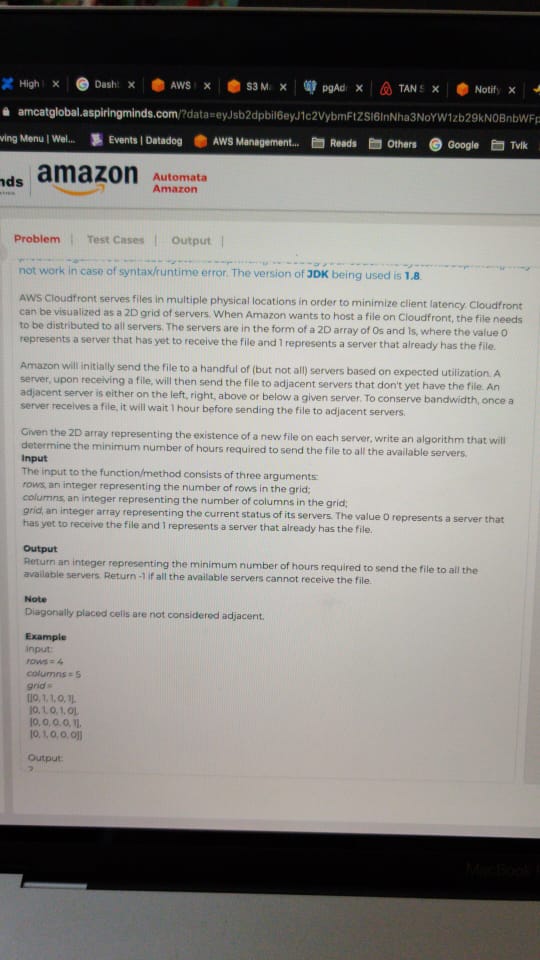 High
Dash
AWS
S3 M
pgAd
TAN S
Notify
amcatglobal.aspiringminds.com/?data=
ving Menu | Wel...
Events | Datadog
AWS Management...
Reads
Others
Google
Tvlk
nds
amazon
Automata
Amazon
Problem
Test Cases
Output
not work in case of syntax/runtime error. The version of JDK being used is 1.8.
AWS Cloudfront serves files in multiple physical locations in order to minimize client latency. Cloudfront
can be visualized as a 2D grid of servers. When Amazon wants to host a file on Cloudfront, the file needs
to be distributed to all servers. The servers are in the form of a 2D array of 0s and 1s, where the value 0
represents a server that has yet to receive the file and 1 represents a server that already has the file.
Amazon will initially send the file to a handful of (but not all) servers based on expected utilization. A
server, upon receiving a file, will then send the file to adjacent servers that don't yet have the file. An
adjacent server is either on the left, right, above or below a given server. To conserve bandwidth, once a
server receives a file, it will wait 1 hour before sending the file to adjacent servers.
Given the 2D array representing the existence of a new file on each server, write an algorithm that will
determine the minimum number of hours required to send the file to all the available servers.
Input
The input to the function/method consists of three arguments:
rows, an integer representing the number of rows in the grid;
columns, an integer representing the number of columns in the grid;
grid, an integer array representing the current status of its servers. The value 0 represents a server that
has yet to receive the file and 1 represents a server that already has the file.
Output
Return an integer representing the minimum number of hours required to send the file to all the
available servers. Return -1 if all the available servers cannot receive the file.
Note
Diagonally placed cells are not considered adjacent.
Example
Input:
rows = 4
columns = 5
grid =
[[0, 1, 1, 0, 1],
[0, 1, 0, 1, 0],
[0, 0, 0, 0, 1],
[0, 1, 0, 0, 0]]
Output:
MacBook